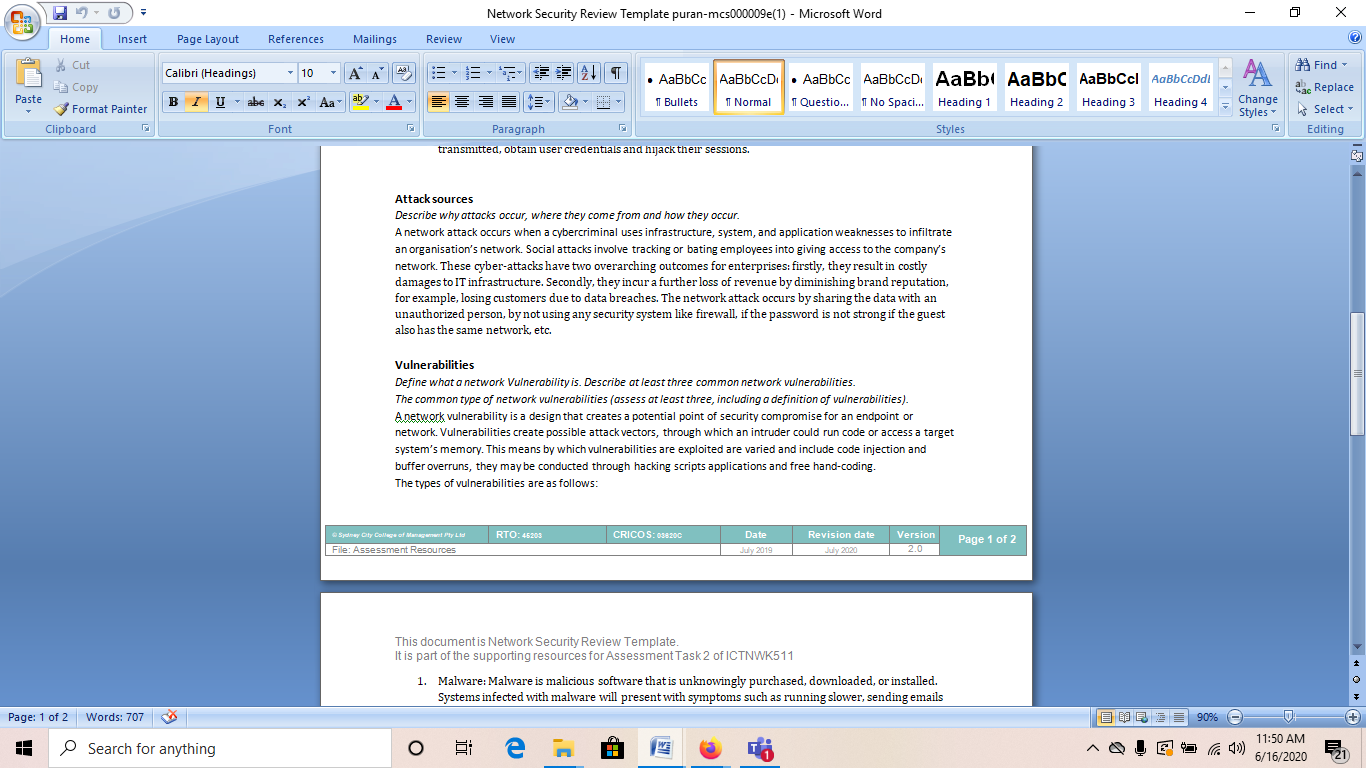 Network Security Review Template puran-mcs000009e(1) - Microsoft Word
Home Insert Page Layout References Mailings Review View
Paste
Cut
Copy
Format Painter
Clipboard
Calibri (Headings) 10
B I U abc X₂ X² Aa
Font
Paragraph
AaBbCc AaBbCcDc AaBbCc AaBbCcDc AaBb( AaBbC AaBbCcI AaBbCcDdI
¶ Bullets ¶ Normal ¶ Questio... ¶ No Spaci... Heading 1 Heading 2 Heading 3 Heading 4
Change Styles
Styles
Find
Replace
Select
Editing
transmitted, obtain user credentials and hijack their sessions.
Attack sources
Describe why attacks occur, where they come from and how they occur.
A network attack occurs when a cybercriminal uses infrastructure, system, and application weaknesses to infiltrate
an organisation's network. Social attacks involve tracking or bating employees into giving access to the company's
network. These cyber-attacks have two overarching outcomes for enterprises: firstly, they result in costly
damages to IT infrastructure. Secondly, they incur a further loss of revenue by diminishing brand reputation,
for example, losing customers due to data breaches. The network attack occurs by sharing the data with an
unauthorized person, by not using any security system like firewall, if the password is not strong if the guest
also has the same network, etc.
Vulnerabilities
Define what a network Vulnerability is. Describe at least three common network vulnerabilities.
The common type of network vulnerabilities (assess at least three, including a definition of vulnerabilities).
A network vulnerability is a design that creates a potential point of security compromise for an endpoint or
network. Vulnerabilities create possible attack vectors, through which an intruder could run code or access a target
system's memory. This means by which vulnerabilities are exploited are varied and include code injection and
buffer overruns, they may be conducted through hacking scripts applications and free hand-coding.
The types of vulnerabilities are as follows:
© Sydney City College of Management Pty Ltd RTO: 45203 CRICOS: 03620C Date Revision date Version Page 1 of 2
File: Assessment Resources July 2019 July 2020 2.0
This document is Network Security Review Template.
It is part of the supporting resources for Assessment Task 2 of ICTNWK511
1. Malware: Malware is malicious software that is unknowingly purchased, downloaded, or installed.
Systems infected with malware will present with symptoms such as running slower, sending emails
Page: 1 of 2 Words: 707 90%
Search for anything
1
11:50 AM
6/16/2020
21